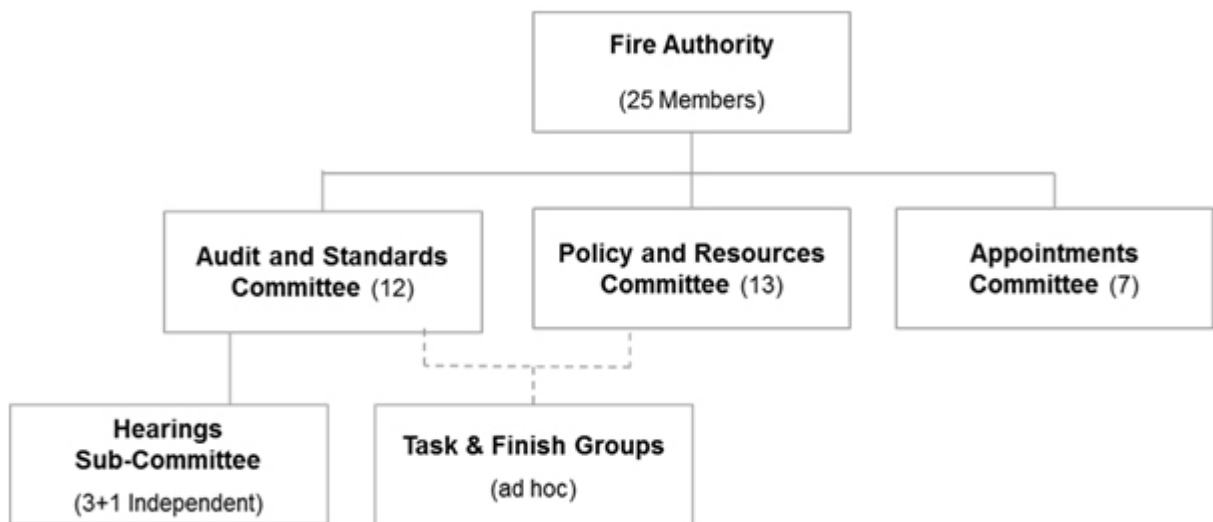 Fire Authority
(25 Members)
Audit and Standards
Committee (12)
Policy and Resources
Committee (13)
Appointments
Committee (7)
Hearings
Sub-Committee
(3+1 Independent)
Task & Finish Groups
(ad hoc)